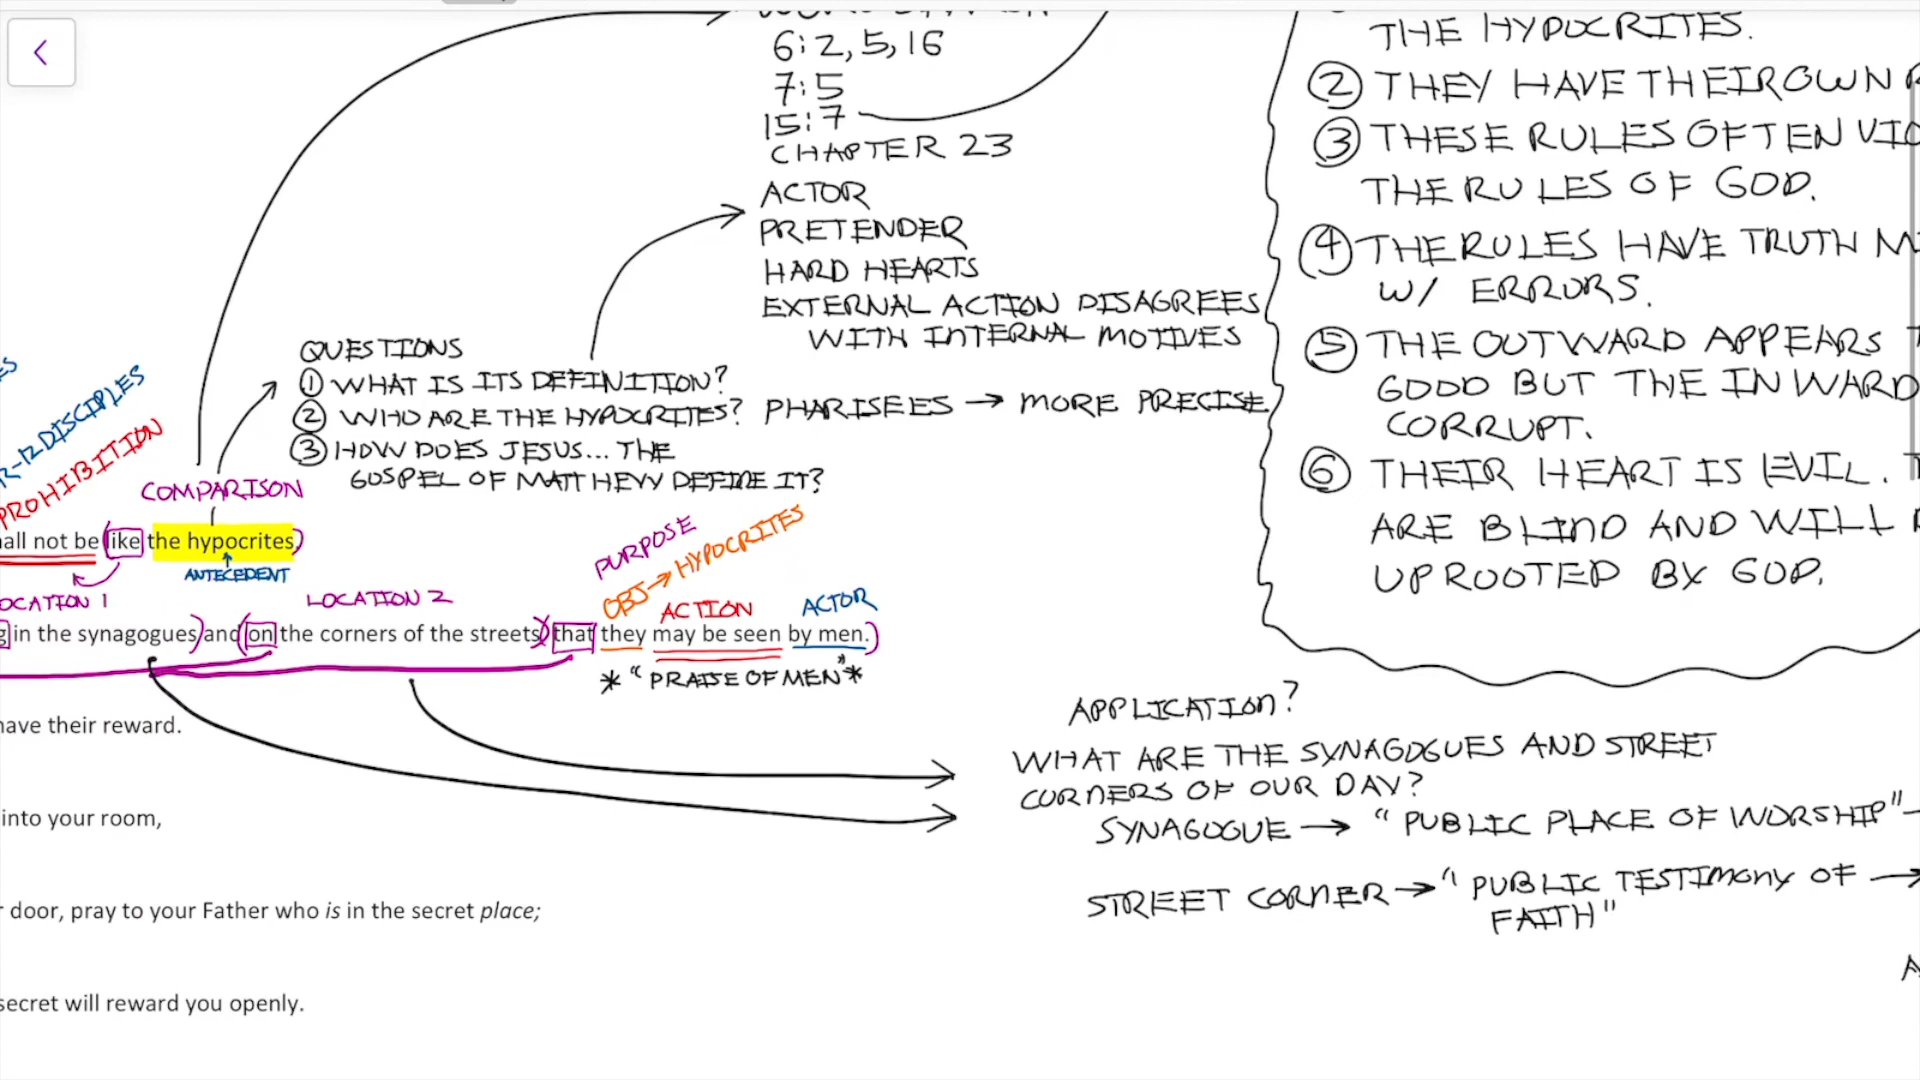 6:2,5,16
7:5
15:7
CHAPTER 23
ACTOR
PRETENDER
HARD HEARTS
EXTERNAL ACTION DISAGREES
WITH INTERNAL MOTIVES
QUESTIONS
① WHAT IS ITS DEFINITION?
② WHO ARE THE HYPOCRITES? PHARISEES → MORE PRECISE
③ HOW DOES JESUS... THE
GOSPEL OF MATTHEW DEFINE IT?
THE HYPOCRITES.
② THEY HAVE THEIR OWN
③ THESE RULES OFTEN
THE RULES OF GOD.
④ THE RULES HAVE TRUTH
W/ ERRORS.
⑤ THE OUTWARD APPEARS
GOOD BUT THE INWARD
CORRUPT.
⑥ THEIR HEART IS EVIL.
ARE BLIND AND WILL
UPROOTED BY GOD.
12 DISCIPLES
PROHIBITION
COMPARISON
not be like the hypocrites,
ANTECEDENT
LOCATION 2
PURPOSE
OBJ → HYPOCRITES
ACTION
ACTOR
in the synagogues and on the corners of the streets, that they may be seen by men.
* "PRAISE OF MEN" *
have their reward.
into your room,
door, pray to your Father who is in the secret place;
secret will reward you openly.
APPLICATION?
WHAT ARE THE SYNAGOGUES AND STREET
CORNERS OF OUR DAY?
SYNAGOGUE → "PUBLIC PLACE OF WORSHIP"
STREET CORNER → "PUBLIC TESTIMONY OF →
FAITH"